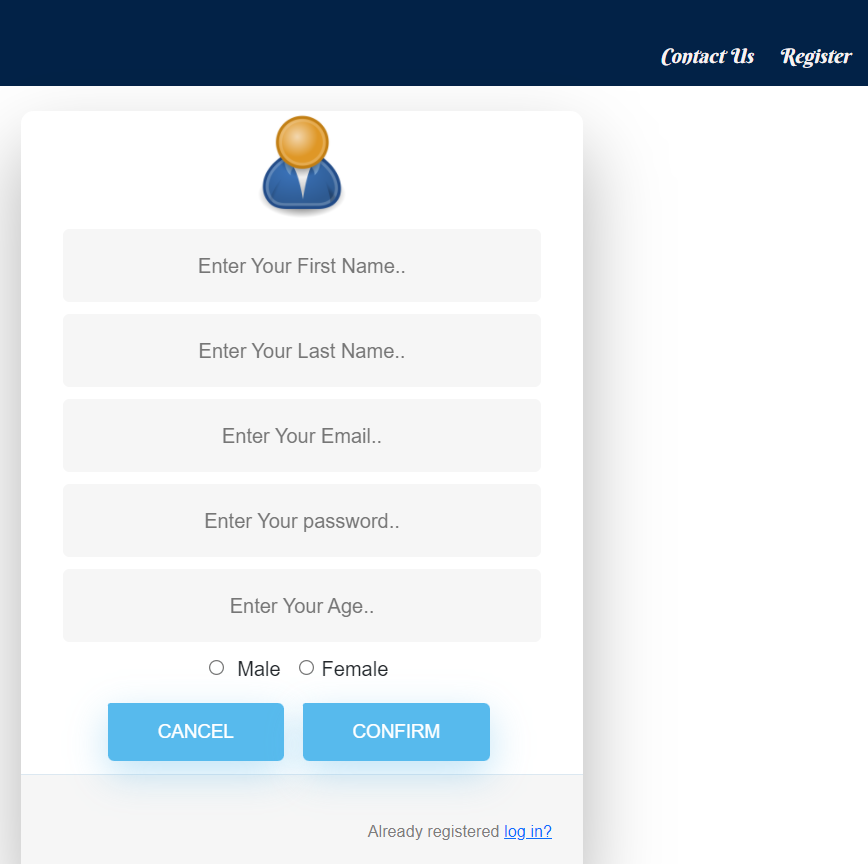 Contact Us Register
Enter Your First Name..
Enter Your Last Name..
Enter Your Email..
Enter Your password..
Enter Your Age..
Male Female
CANCEL CONFIRM
Already registered log in?